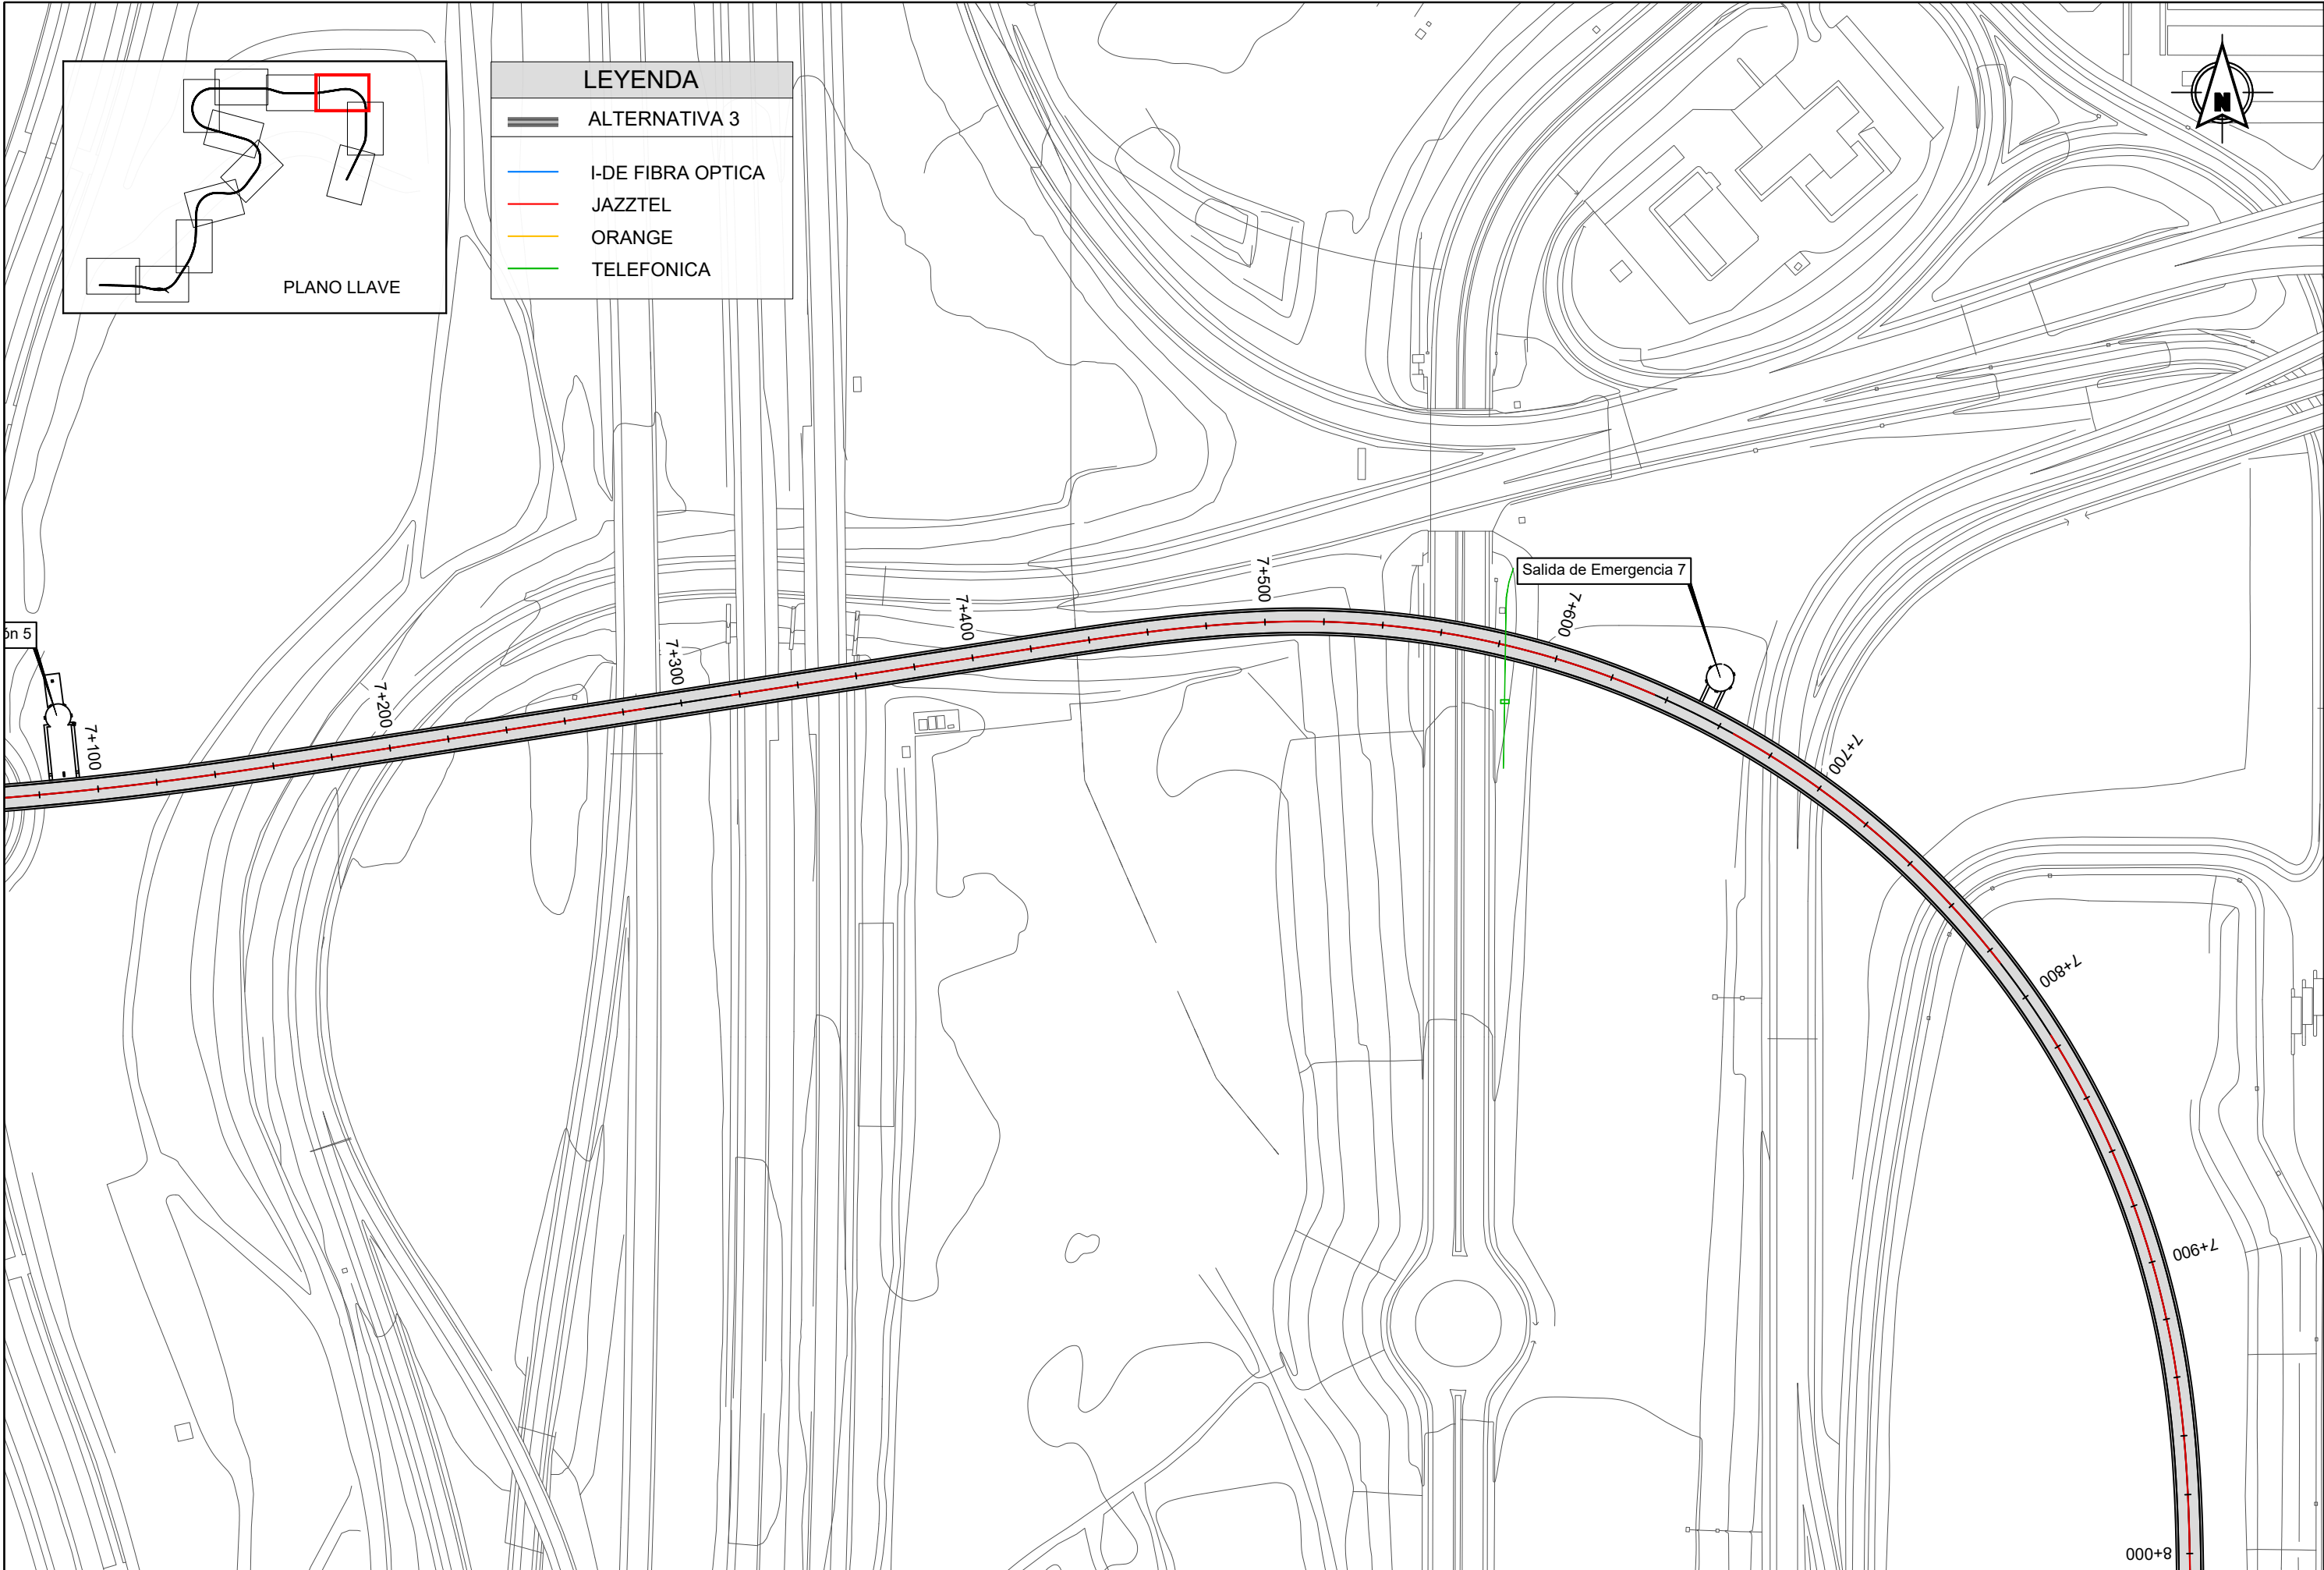 LEYENDA
ALTERNATIVA 3
I-DE FIBRA OPTICA
JAZZTEL
ORANGE
TELEFONICA
PLANO LLAVE
N
Salida de Emergencia 7
ón 5
7+100
7+200
7+300
7+400
7+500
7+600
7+700
7+800
7+900
8+000